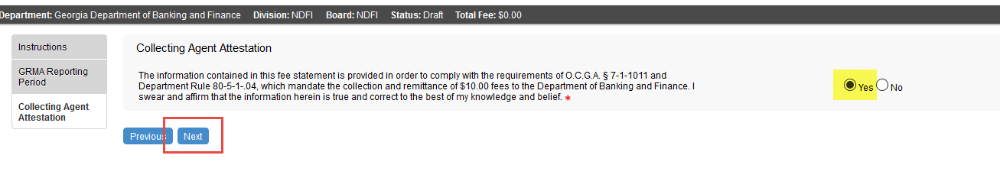 Department: Georgia Department of Banking and Finance Division: NDFI Board: NDFI Status: Draft Total Fee: $0.00
Instructions
GRMA Reporting
Period
Collecting Agent
Attestation
Collecting Agent Attestation
The information contained in this fee statement is provided in order to comply with the requirements of O.C.G.A. § 7-1-1011 and
Department Rule 80-5-1-.04, which mandate the collection and remittance of $10.00 fees to the Department of Banking and Finance. I
swear and affirm that the information herein is true and correct to the best of my knowledge and belief. *
Yes No
Previous Next